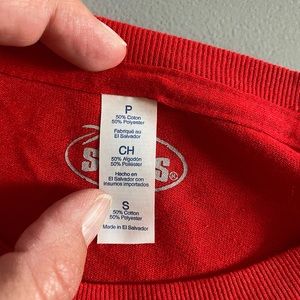 P
50% Cotton
50% Polyester
Fabriqué au
El Salvador
CH
50% Algodón
50% Poliéster
Hecho en
El Salvador con
insumos importados
S
50% Cotton
50% Polyester
Made in El Salvador
®